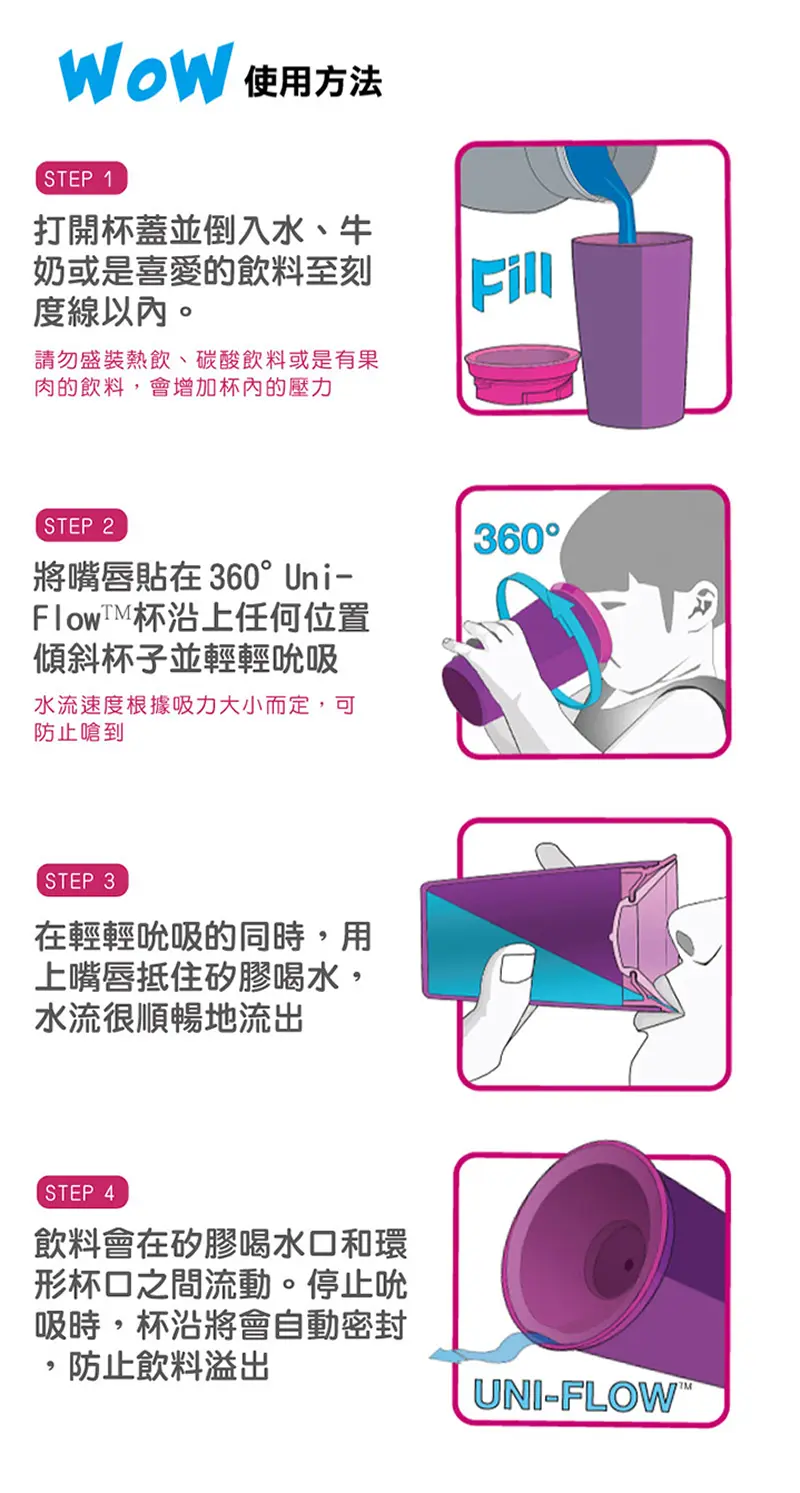 WOW 使用方法
STEP 1
打開杯蓋並倒入水、牛
奶或是喜愛的飲料至刻
度線以內。
請勿盛裝熱飲、碳酸飲料或是有果
肉的飲料，會增加杯內的壓力
Fill
STEP 2
將嘴唇貼在 360° Uni-
Flow™杯沿上任何位置
傾斜杯子並輕輕吮吸
水流速度根據吸力大小而定，可
防止嗆到
360°
STEP 3
在輕輕吮吸的同時，用
上嘴唇抵住矽膠喝水，
水流很順暢地流出
STEP 4
飲料會在矽膠喝水口和環
形杯口之間流動。停止吮
吸時，杯沿將會自動密封
，防止飲料溢出
UNI-FLOW™